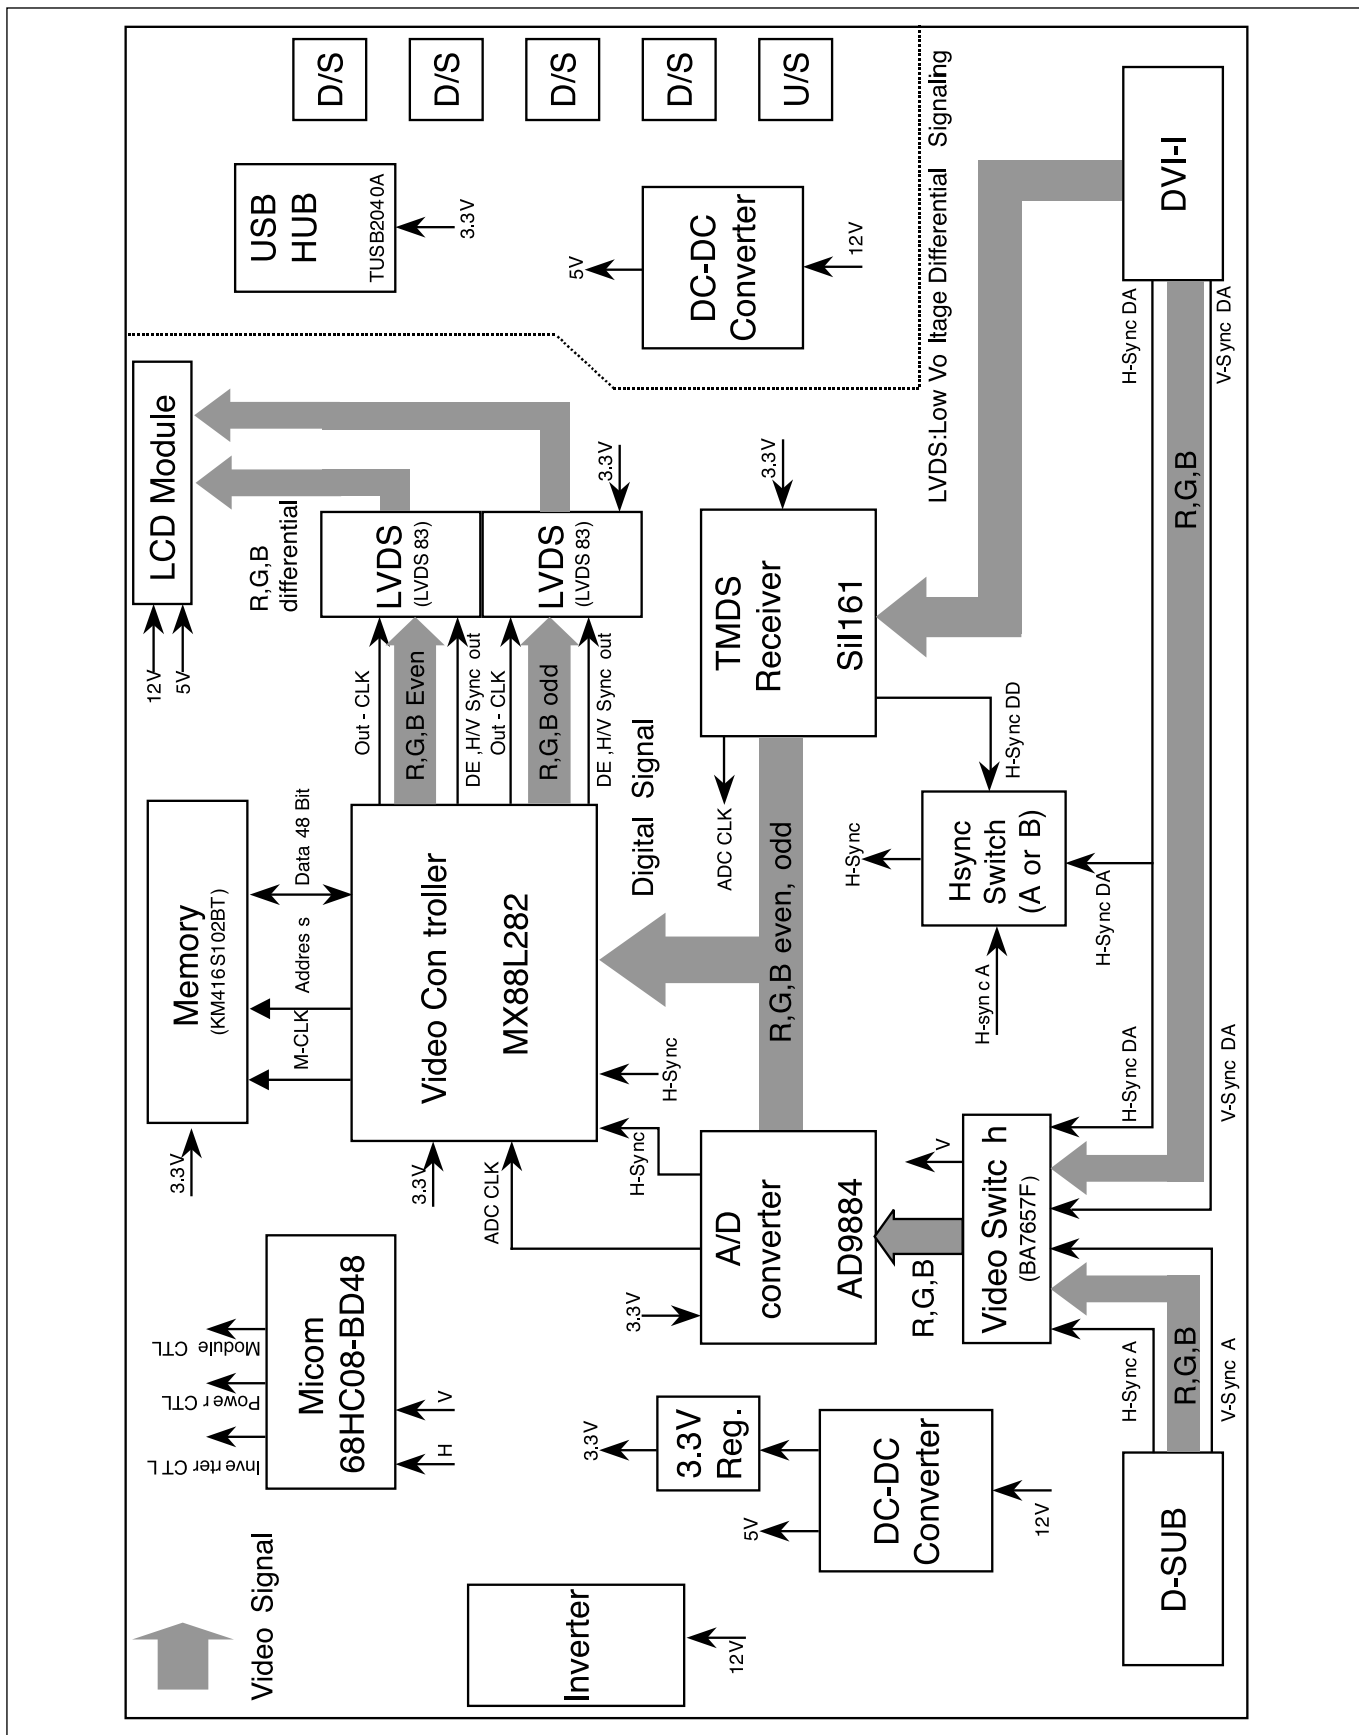 Video Signal
Inverter
12V
Micom
68HC08-BD48
Inve rter CT L
Powe r CTL
Module CTL
H
V
3.3V
3.3V
Reg.
5V
DC-DC
Converter
12V
D-SUB
H-Sync A
R,G,B
V-Sync A
Memory
(KM416S102BT)
3.3V
M-CLK
Addres s
Data 48 Bit
Video Con troller
MX88L282
3.3V
ADC CLK
H-Sync
H-Sync
Digital Signal
A/D
converter
AD9884
3.3V
R,G,B
Video Switc h
(BA7657F)
V
H-Sync DA
V-Sync DA
R,G,B even, odd
LCD Module
12V
5V
R,G,B
differential
LVDS
(LVDS 83)
LVDS
(LVDS 83)
3.3V
Out - CLK
R,G,B Even
DE ,H/V Sync out
Out - CLK
R,G,B odd
DE ,H/V Sync out
TMDS
Receiver
SiI161
3.3V
ADC CLK
H-Sync DD
Hsync
Switch
(A or B)
H-Sync
H-syn c A
H-Sync DA
USB
HUB
TUSB2040A
3.3V
D/S
D/S
D/S
D/S
U/S
DC-DC
Converter
5V
12V
LVDS:Low Vo ltage Differential Signaling
DVI-I
H-Sync DA
R,G,B
V-Sync DA